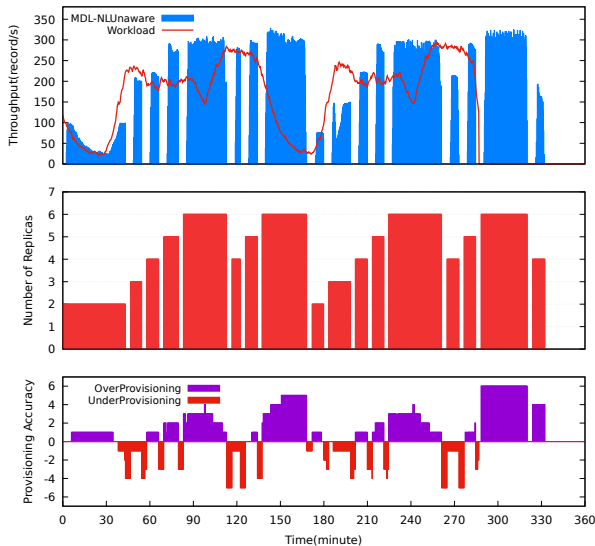 350
300
250
200
150
100
50
0
Throughput(record/s)
MDL-NLUnaware
Workload
7
6
5
4
3
2
1
0
Number of Replicas
6
4
2
0
-2
-4
-6
Provisioning Accuracy
OverProvisioning
UnderProvisioning
0 30 60 90 120 150 180 210 240 270 300 330 360
Time(minute)